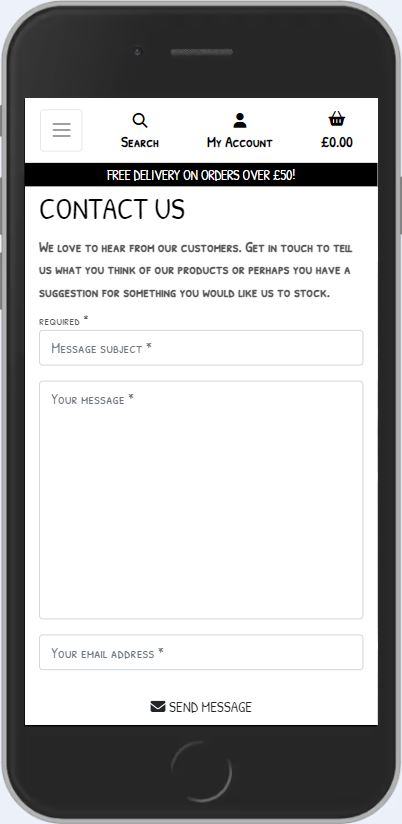 Search
My Account
£0.00
FREE DELIVERY ON ORDERS OVER £50!
CONTACT US
We love to hear from our customers. Get in touch to tell
us what you think of our products or perhaps you have a
suggestion for something you would like us to stock.
required *
Message subject *
Your message *
Your email address *
SEND MESSAGE